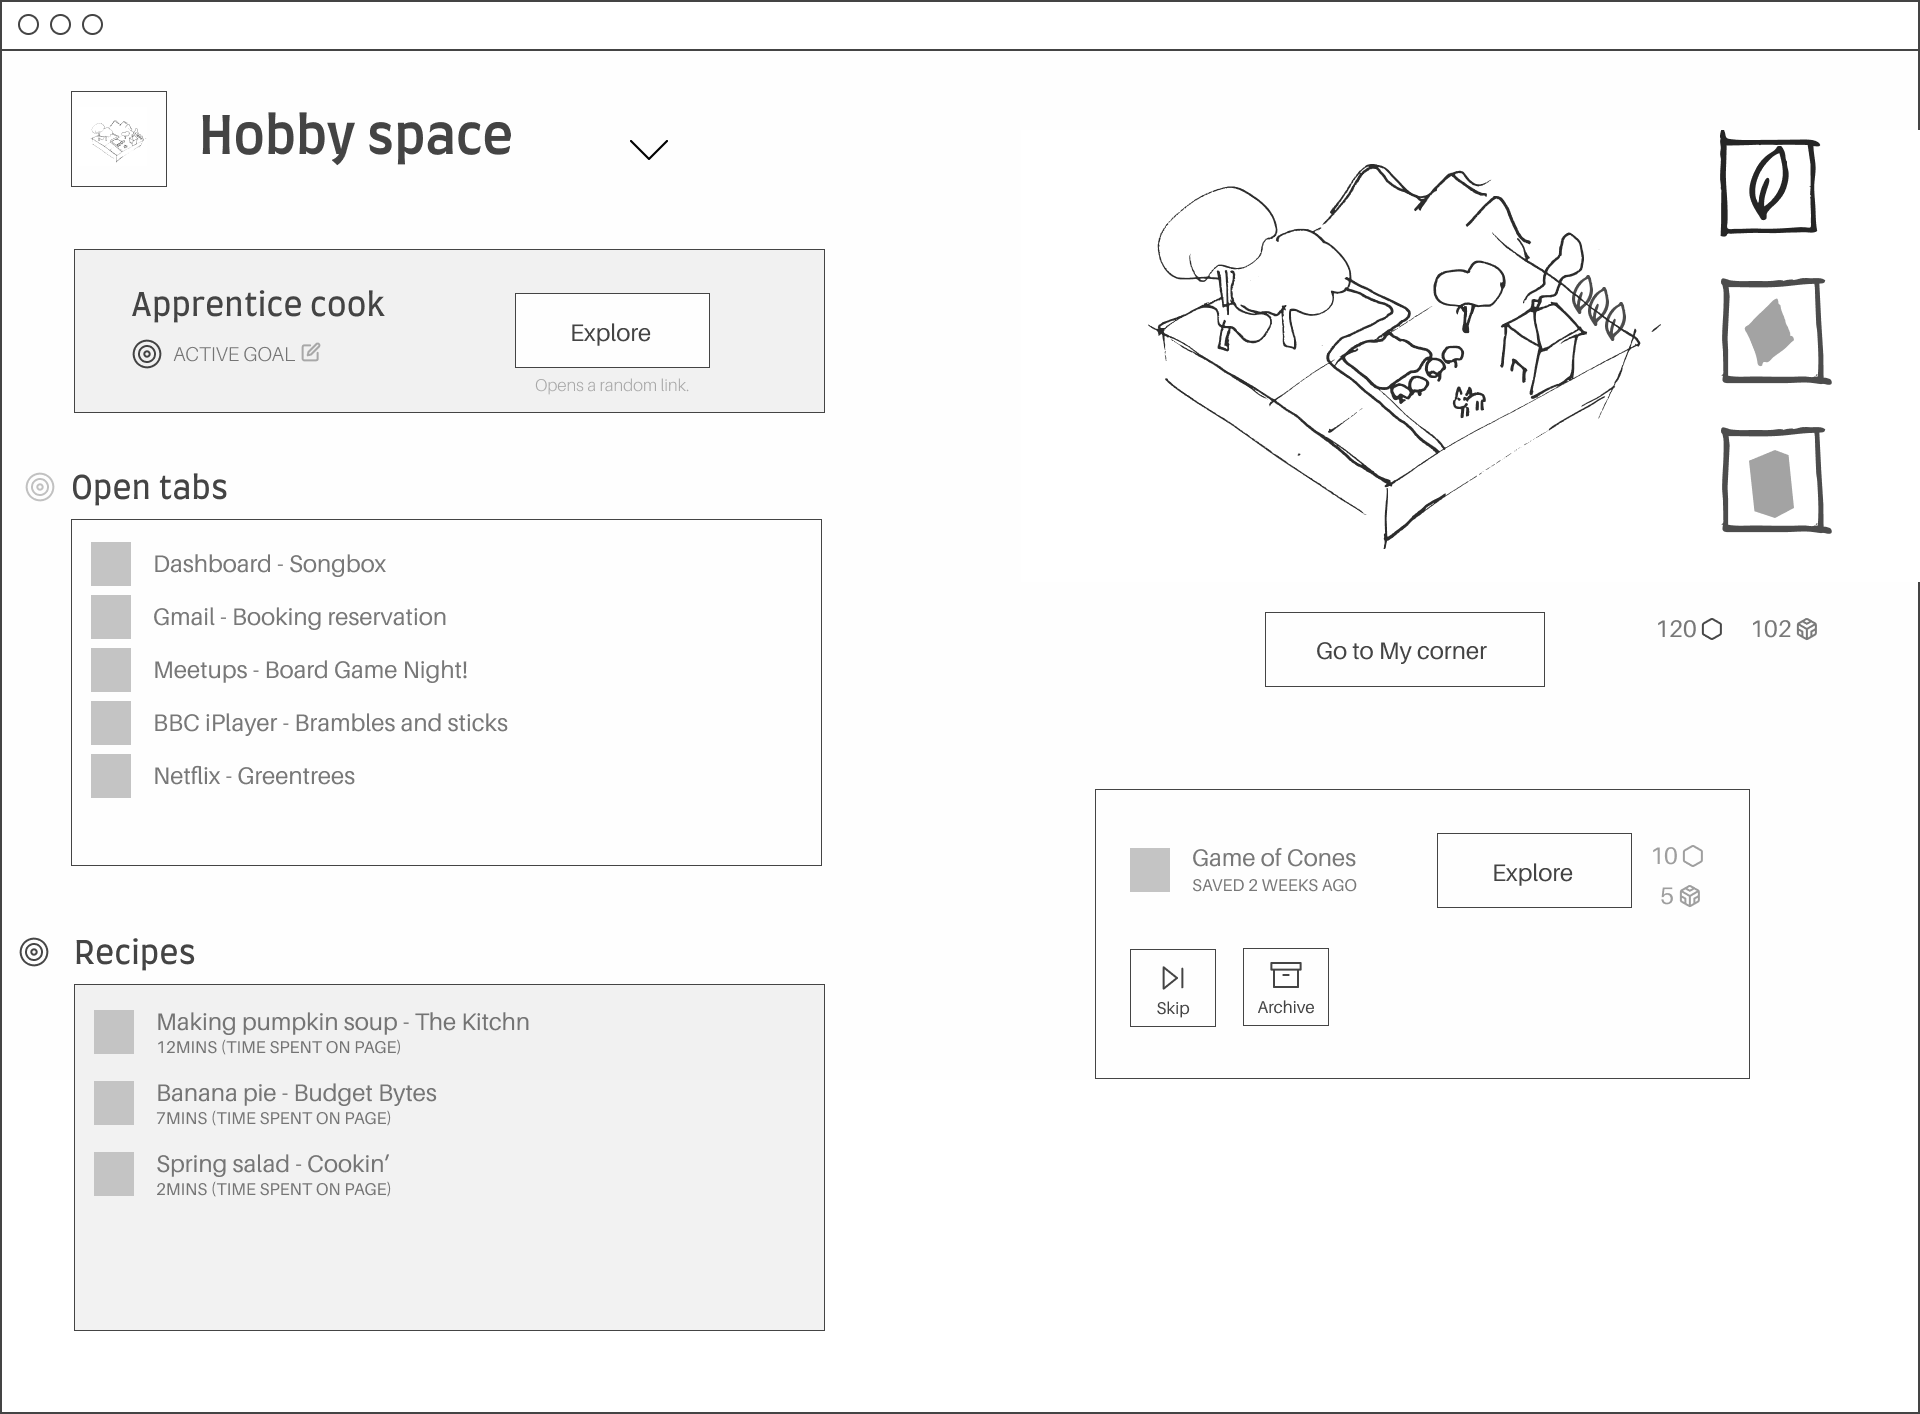 Hobby space
Apprentice cook
ACTIVE GOAL
Explore
Opens a random link.
Open tabs
Dashboard - Songbox
Gmail - Booking reservation
Meetups - Board Game Night!
BBC iPlayer - Brambles and sticks
Netflix - Greentrees
Recipes
Making pumpkin soup - The Kitchn
12MINS (TIME SPENT ON PAGE)
Banana pie - Budget Bytes
7MINS (TIME SPENT ON PAGE)
Spring salad - Cookin’
2MINS (TIME SPENT ON PAGE)
Go to My corner
120 102
Game of Cones
SAVED 2 WEEKS AGO
Explore
10
5
Skip
Archive